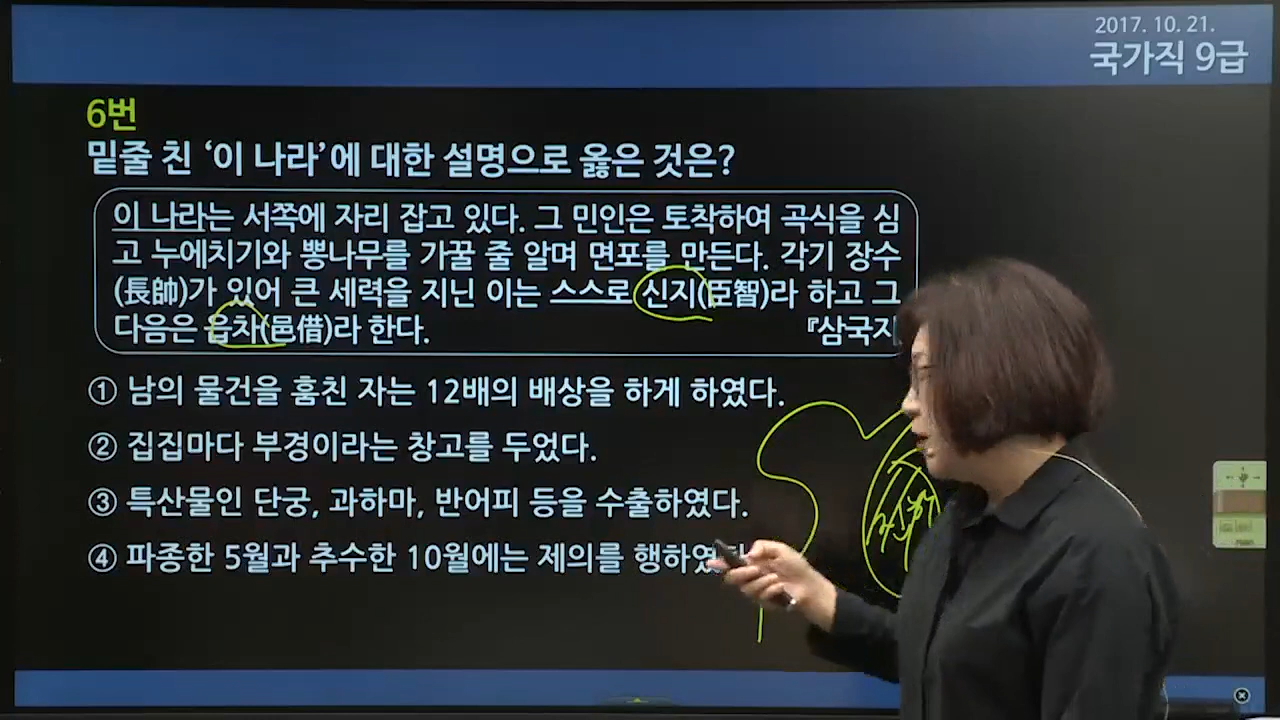 2017. 10. 21.
국가직 9급
6번
밑줄 친 ‘이 나라’에 대한 설명으로 옳은 것은?
이 나라는 서쪽에 자리 잡고 있다. 그 민인은 토착하여 곡식을 심
고 누에치기와 뽕나무를 가꿀 줄 알며 면포를 만든다. 각기 장수
(長帥)가 있어 큰 세력을 지닌 이는 스스로 신지(臣智)라 하고 그
다음은 읍차(邑借)라 한다. 『삼국지
① 남의 물건을 훔친 자는 12배의 배상을 하게 하였다.
② 집집마다 부경이라는 창고를 두었다.
③ 특산물인 단궁, 과하마, 반어피 등을 수출하였다.
④ 파종한 5월과 추수한 10월에는 제의를 행하였다